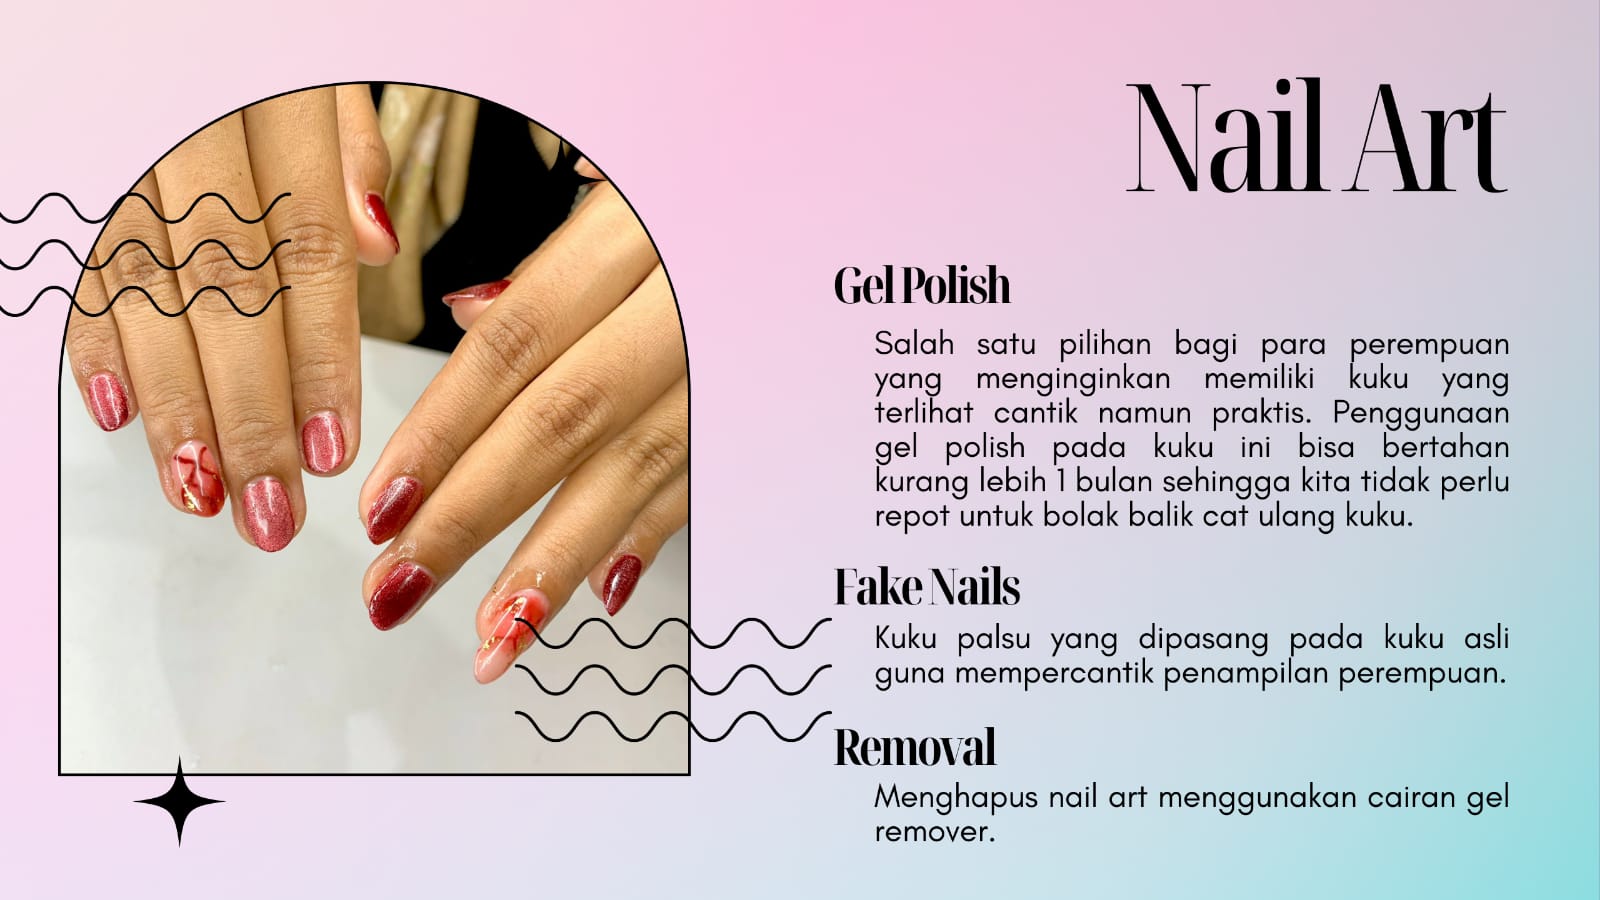 Nail Art
Gel Polish
Salah satu pilihan bagi para perempuan
yang menginginkan memiliki kuku yang
terlihat cantik namun praktis. Penggunaan
gel polish pada kuku ini bisa bertahan
kurang lebih 1 bulan sehingga kita tidak perlu
repot untuk bolak balik cat ulang kuku.
Fake Nails
Kuku palsu yang dipasang pada kuku asli
guna mempercantik penampilan perempuan.
Removal
Menghapus nail art menggunakan cairan gel
remover.